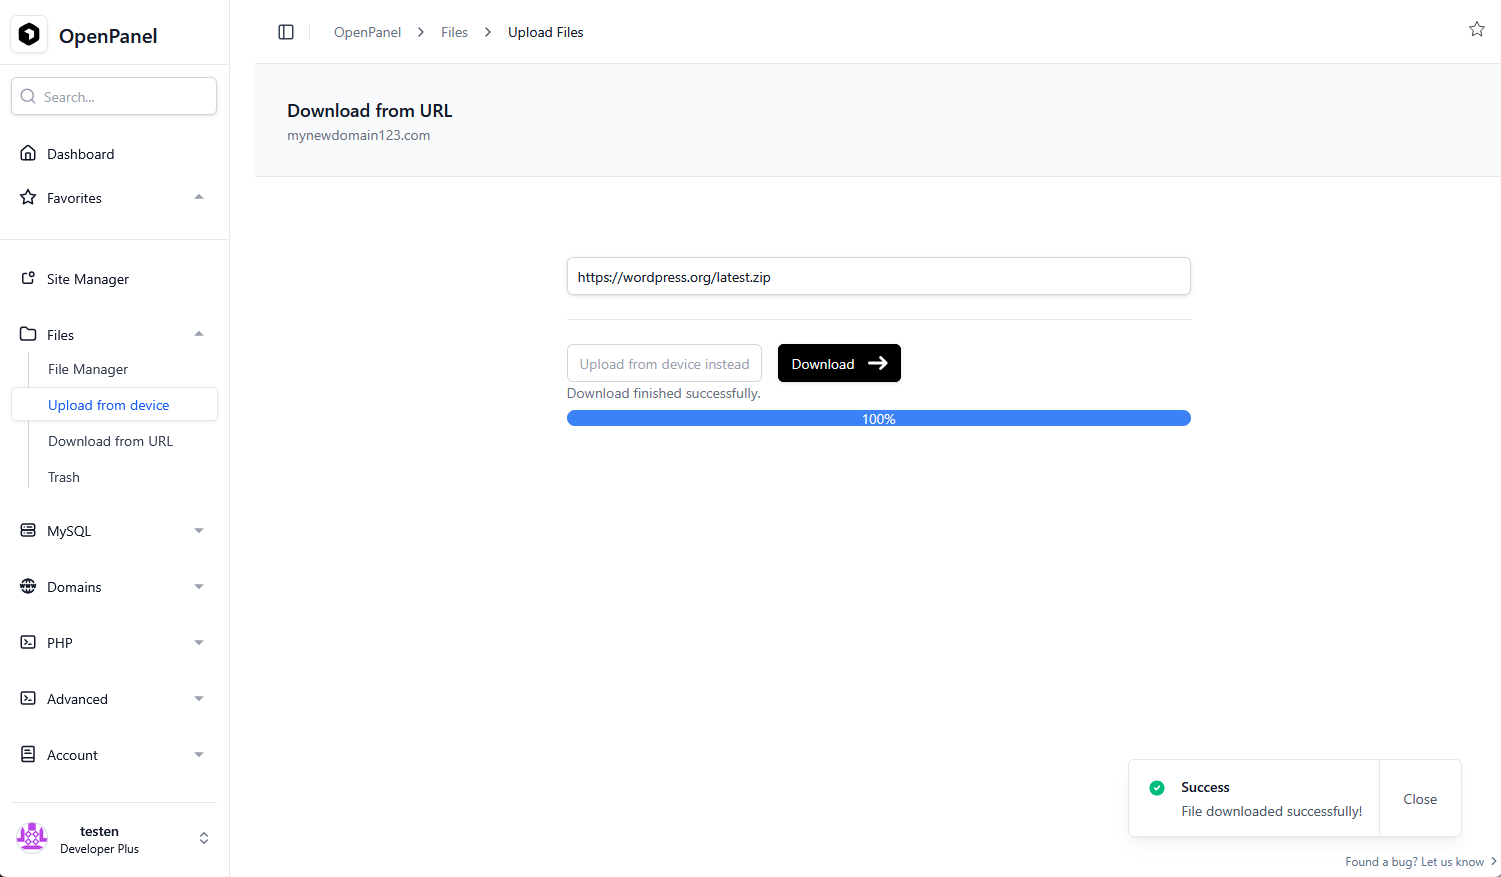 OpenPanel
Search...
Dashboard
Favorites
Site Manager
Files
File Manager
Upload from device
Download from URL
Trash
MySQL
Domains
PHP
Advanced
Account
testen
Developer Plus
OpenPanel > Files > Upload Files
Download from URL
mynewdomain123.com
https://wordpress.org/latest.zip
Upload from device instead
Download
Download finished successfully.
100%
Success
File downloaded successfully!
Close
Found a bug? Let us know